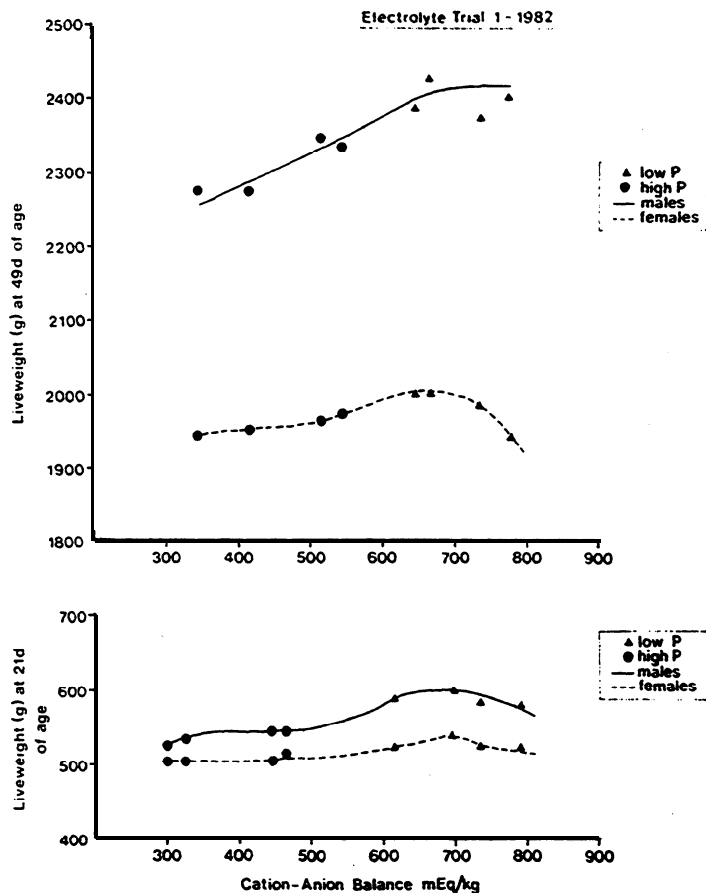 Electrolyte Trial 1 - 1982
2500
2400
2300
2200
2100
2000
1900
1800
Liveweight (g) at 49d of age
300 400 500 600 700 800 900
low P
high P
males
females
700
600
500
400
Liveweight (g) at 21d
of age
300 400 500 600 700 800 900
low P
high P
males
females
Cation-Anion Balance mEq/kg